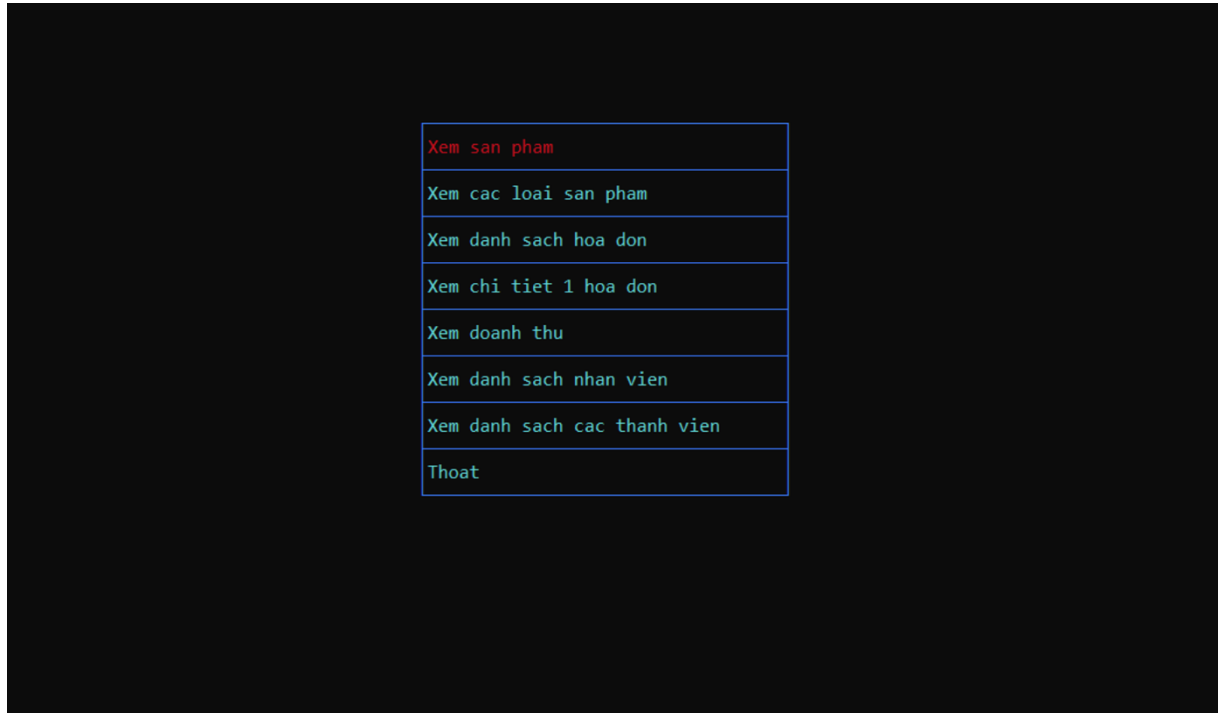 Xem san pham
Xem cac loai san pham
Xem danh sach hoa don
Xem chi tiet 1 hoa don
Xem doanh thu
Xem danh sach nhan vien
Xem danh sach cac thanh vien
Thoat